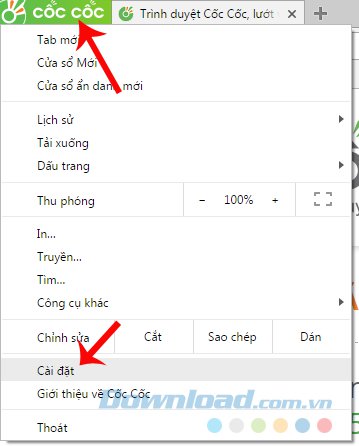 cốc cốc
Trình duyệt Cốc Cốc, lướt
Tab mới
Cửa sổ Mới
Cửa sổ ẩn danh mới
Lịch sử
Tải xuống
Dấu trang
Thu phóng − 100% +
In...
Truyền...
Tìm...
Công cụ khác
Chỉnh sửa Cắt Sao chép Dán
Cài đặt
Giới thiệu về Cốc Cốc
Download.com.vn
Thoát